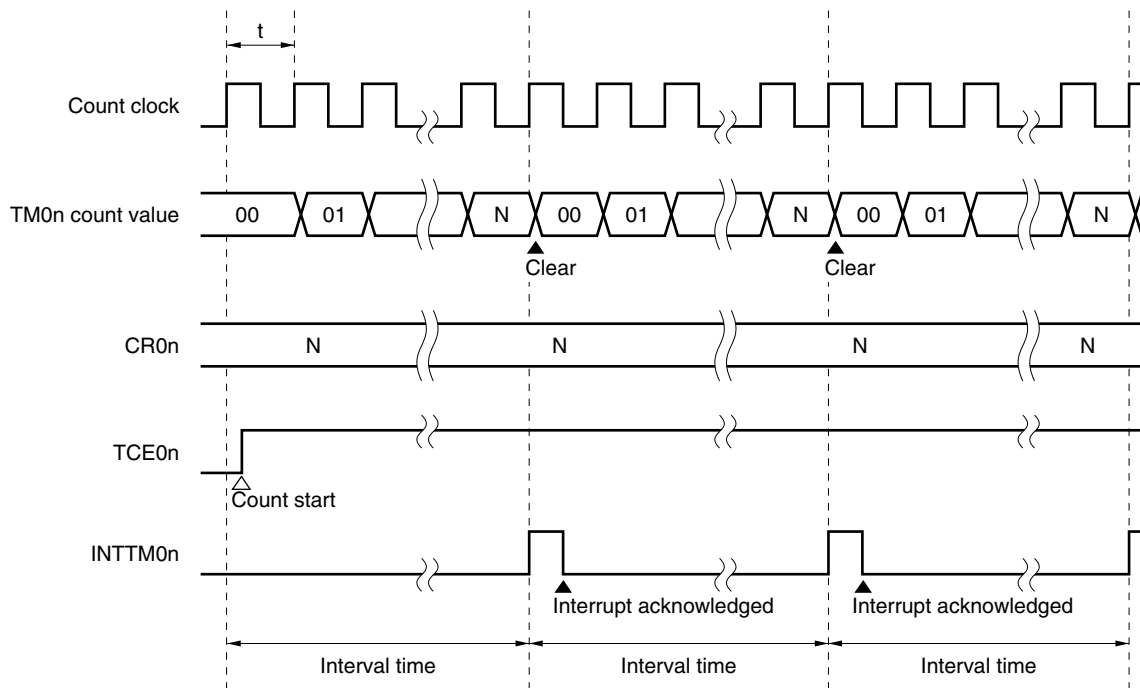 t
Count clock
TM0n count value 00 01 N 00 01 N 00 01 N
Clear Clear
CR0n N N N N
TCE0n
Count start
INTTM0n
Interrupt acknowledged Interrupt acknowledged
Interval time Interval time Interval time